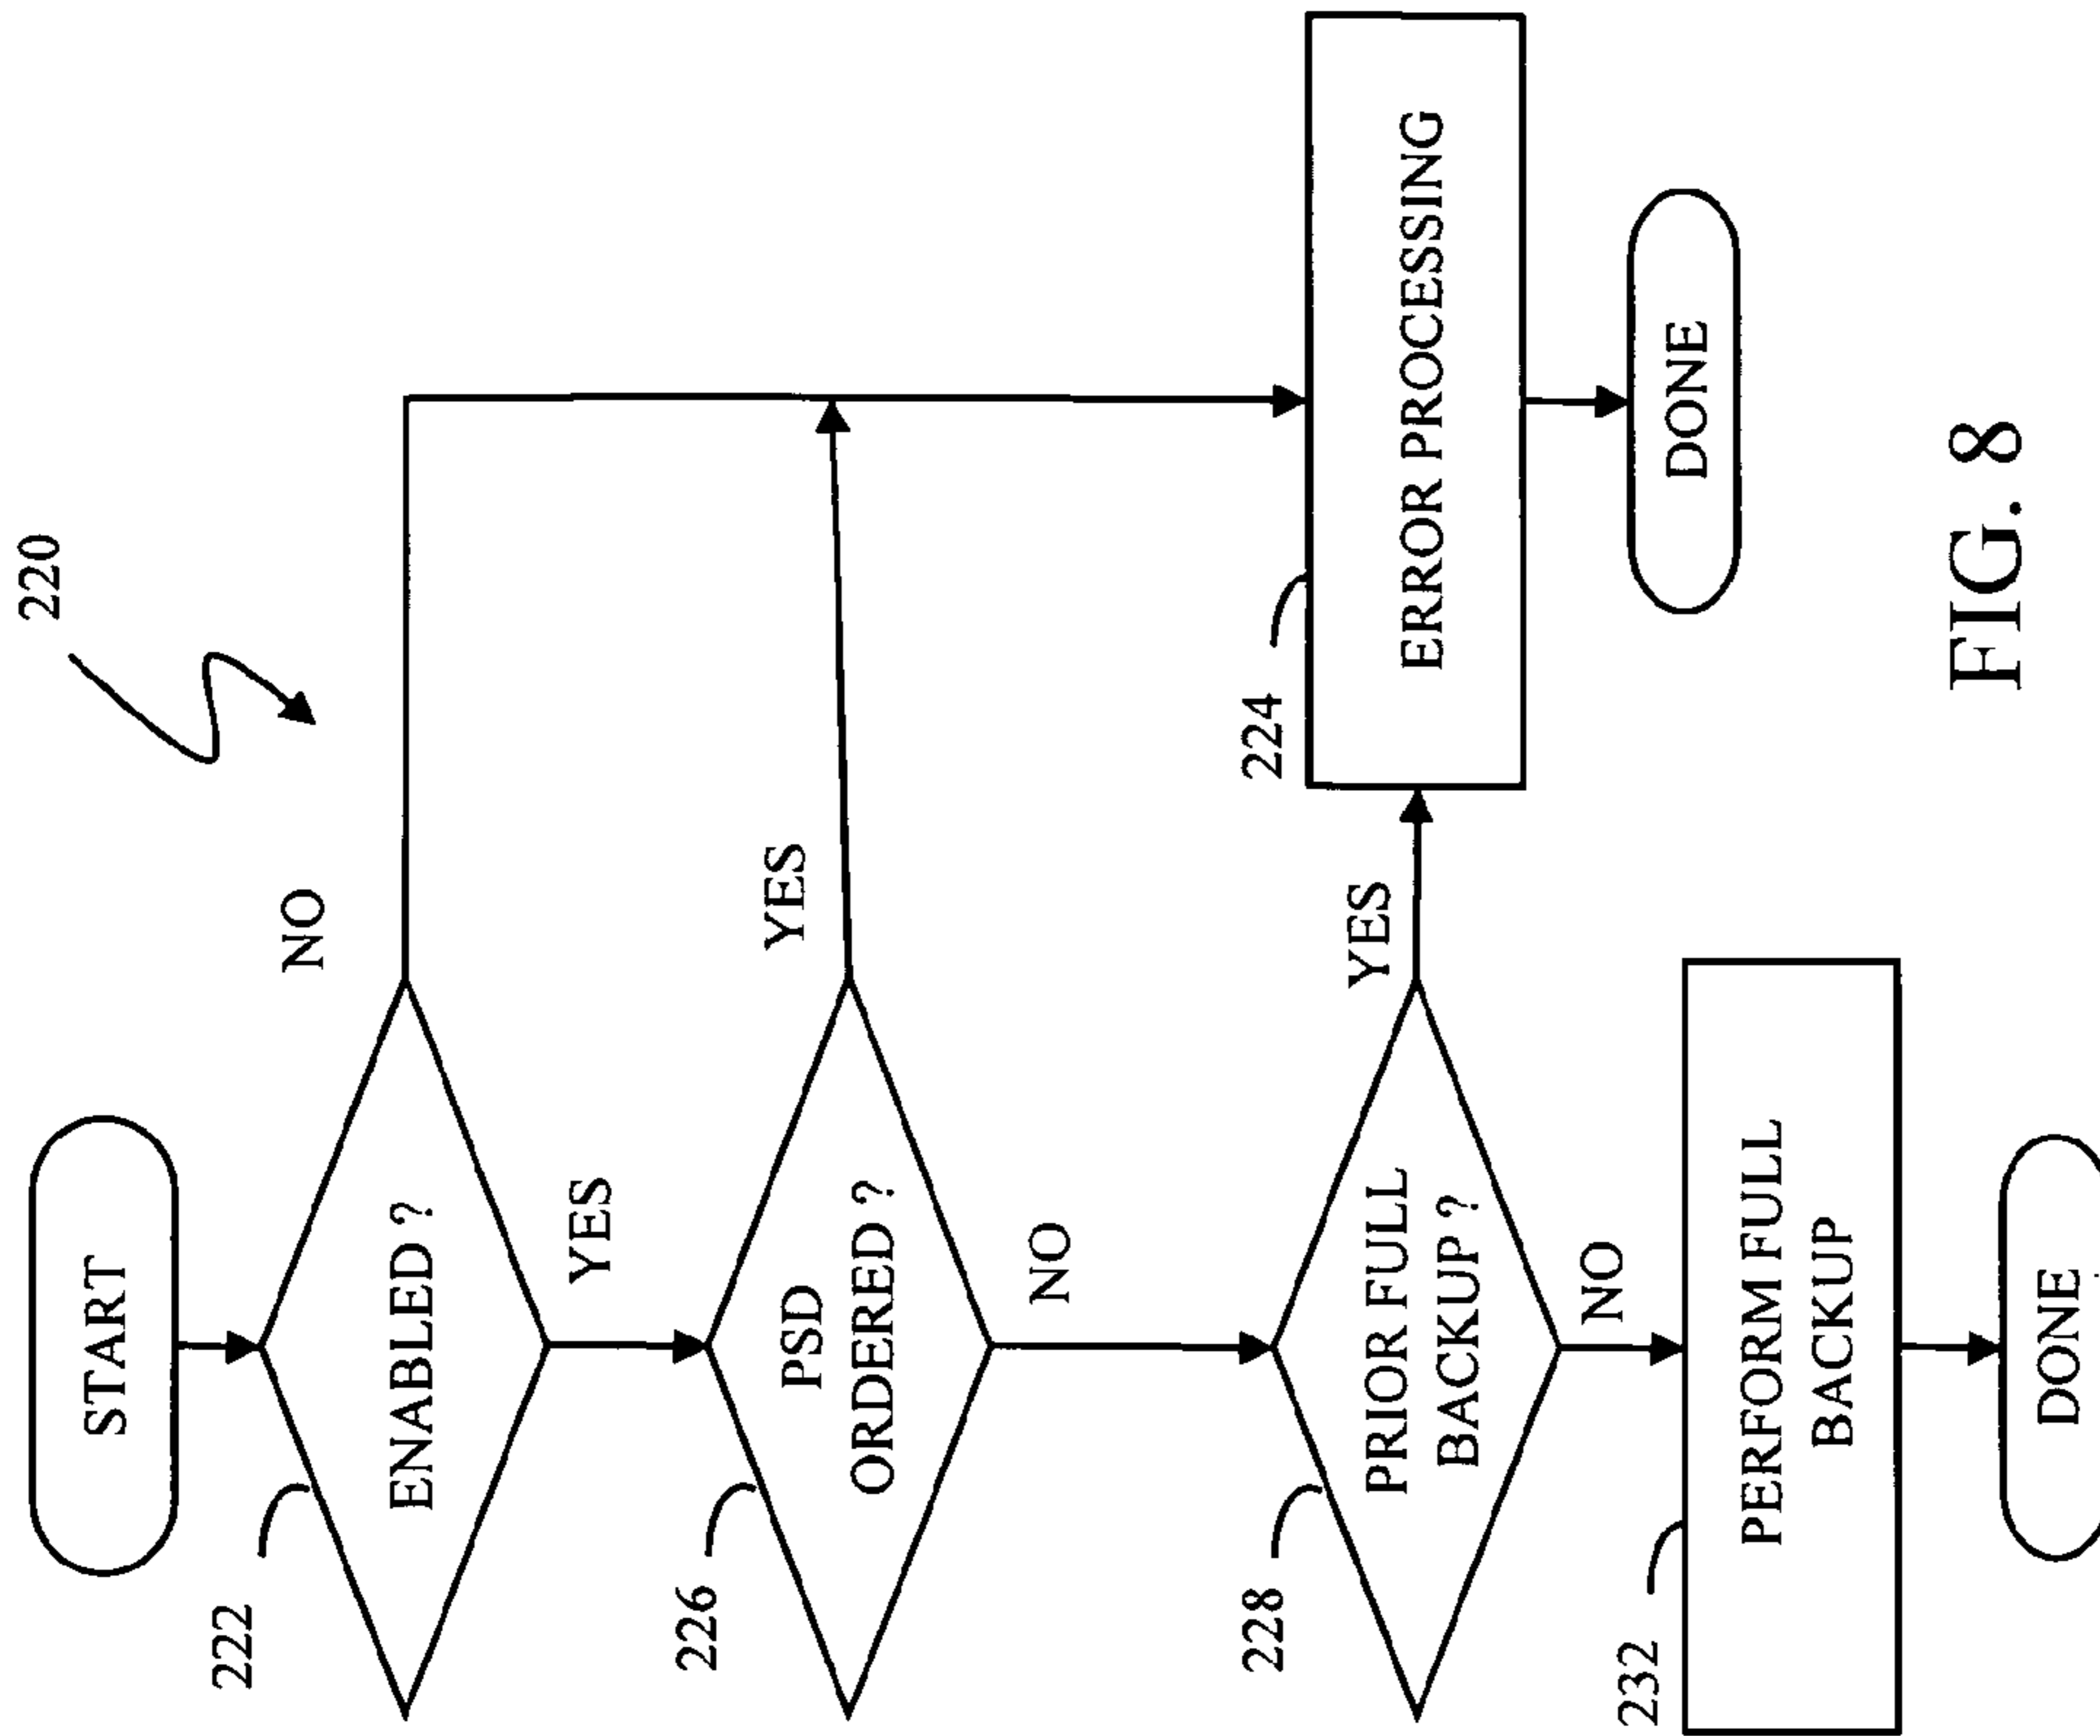 220
START
222
ENABLED ?
NO
YES
226
PSD
ORDERED ?
YES
NO
228
PRIOR FULL
BACKUP ?
YES
224
ERROR PROCESSING
DONE
NO
232
PERFORM FULL
BACKUP
DONE
FIG. 8